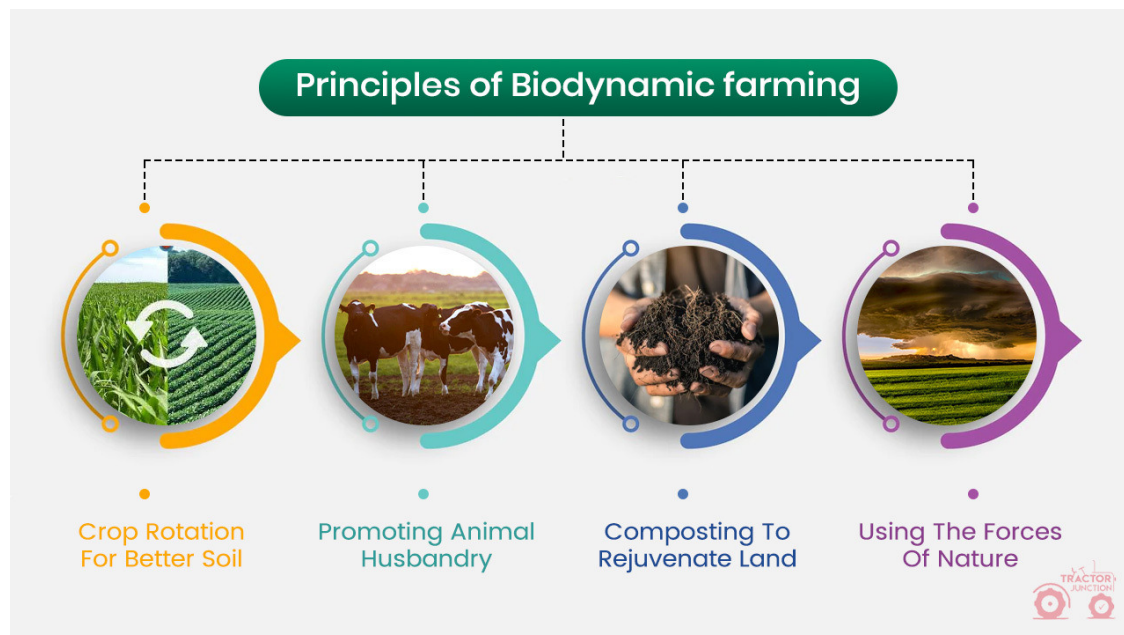 Principles of Biodynamic farming
Crop Rotation
For Better Soil
Promoting Animal
Husbandry
Composting To
Rejuvenate Land
Using The Forces
Of Nature
TRACTOR
JUNCTION